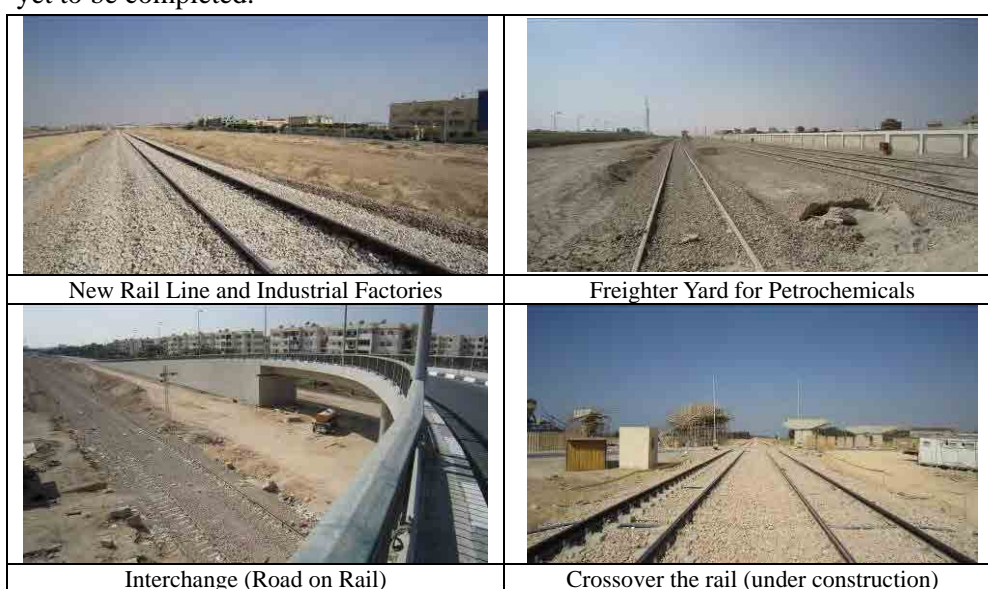 yet to be completed.
New Rail Line and Industrial Factories
Freighter Yard for Petrochemicals
Interchange (Road on Rail)
Crossover the rail (under construction)